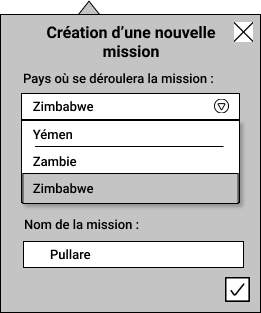 Création d’une nouvelle
mission
Pays où se déroulera la mission :
Zimbabwe
Yémen
Zambie
Zimbabwe
Nom de la mission :
Pullare